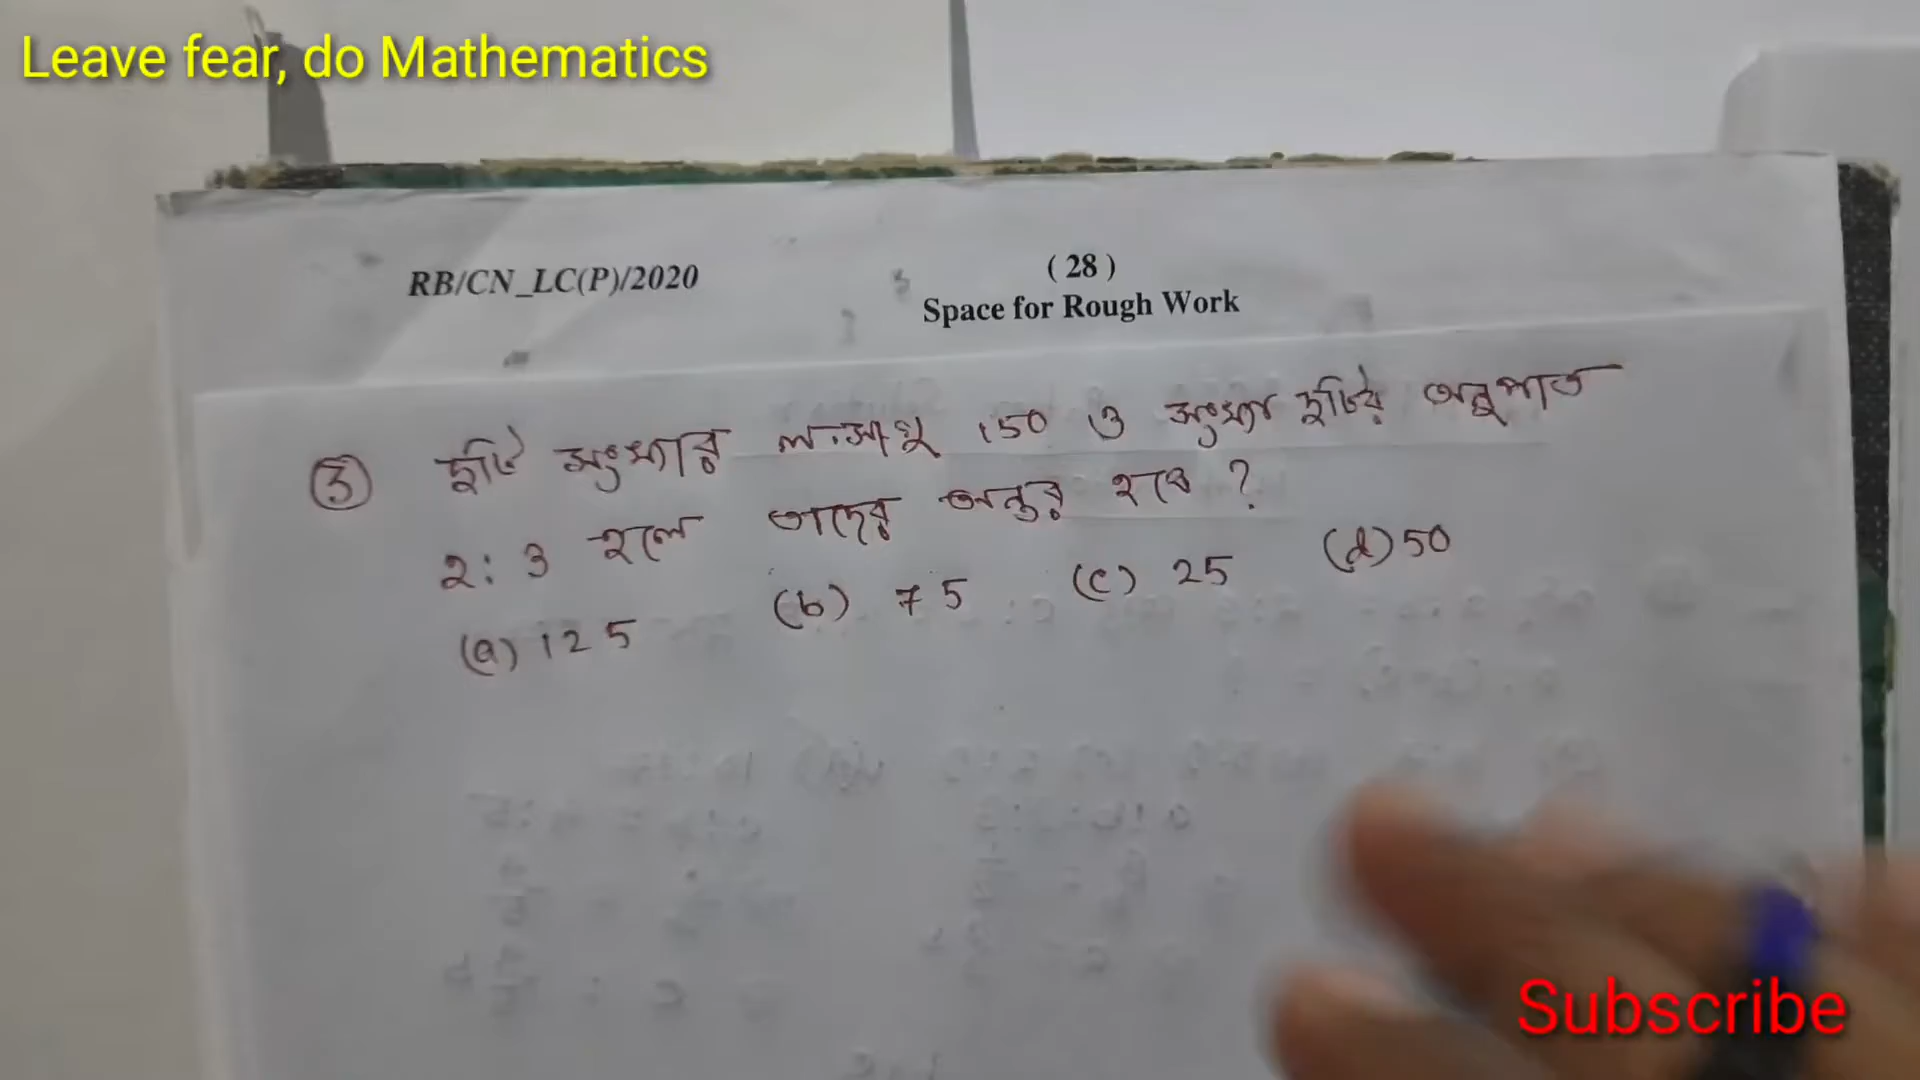 Leave fear, do Mathematics
RB/CN_LC(P)/2020
( 28 )
Space for Rough Work
③ দুটি সংখ্যার ল.সা.গু 150 ও সংখ্যা দুটির অনুপাত
2 : 3 হলে তাদের অন্তর হবে ?
(a) 125 (b) 75 (c) 25 (d) 50
Subscribe